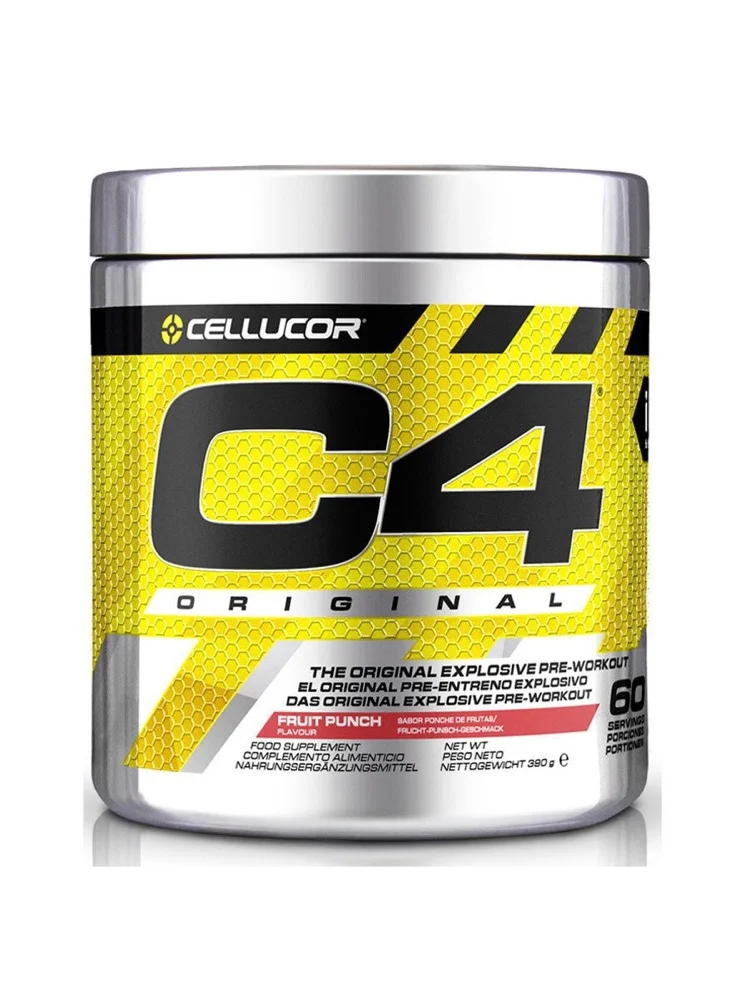 CELLUCOR®
C4®
ORIGINAL
THE ORIGINAL EXPLOSIVE PRE-WORKOUT
EL ORIGINAL PRE-ENTRENO EXPLOSIVO
DAS ORIGINAL EXPLOSIVE PRE-WORKOUT
FRUIT PUNCH
FLAVOUR
SABOR PONCHE DE FRUTAS/
FRUCHT-PUNSCH-GESCHMACK
60
SERVINGS
PORCIONES
PORTIONEN
FOOD SUPPLEMENT
COMPLEMENTO ALIMENTICIO
NAHRUNGSERGÄNZUNGSMITTEL
NET WT
PESO NETO
NETTOGEWICHT 390 g e